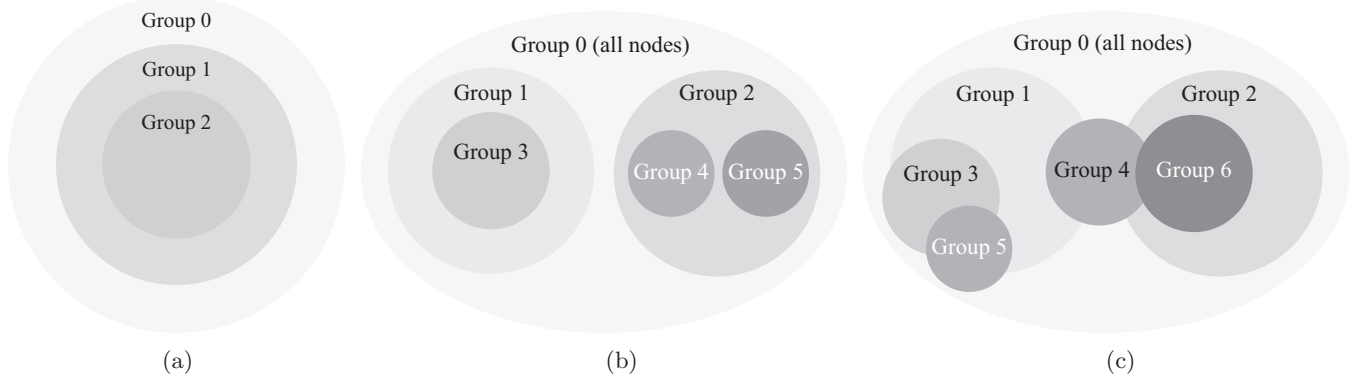 Group 0
Group 1
Group 2
(a)
Group 0 (all nodes)
Group 1
Group 2
Group 3
Group 4
Group 5
(b)
Group 0 (all nodes)
Group 1
Group 2
Group 3
Group 4
Group 6
Group 5
(c)